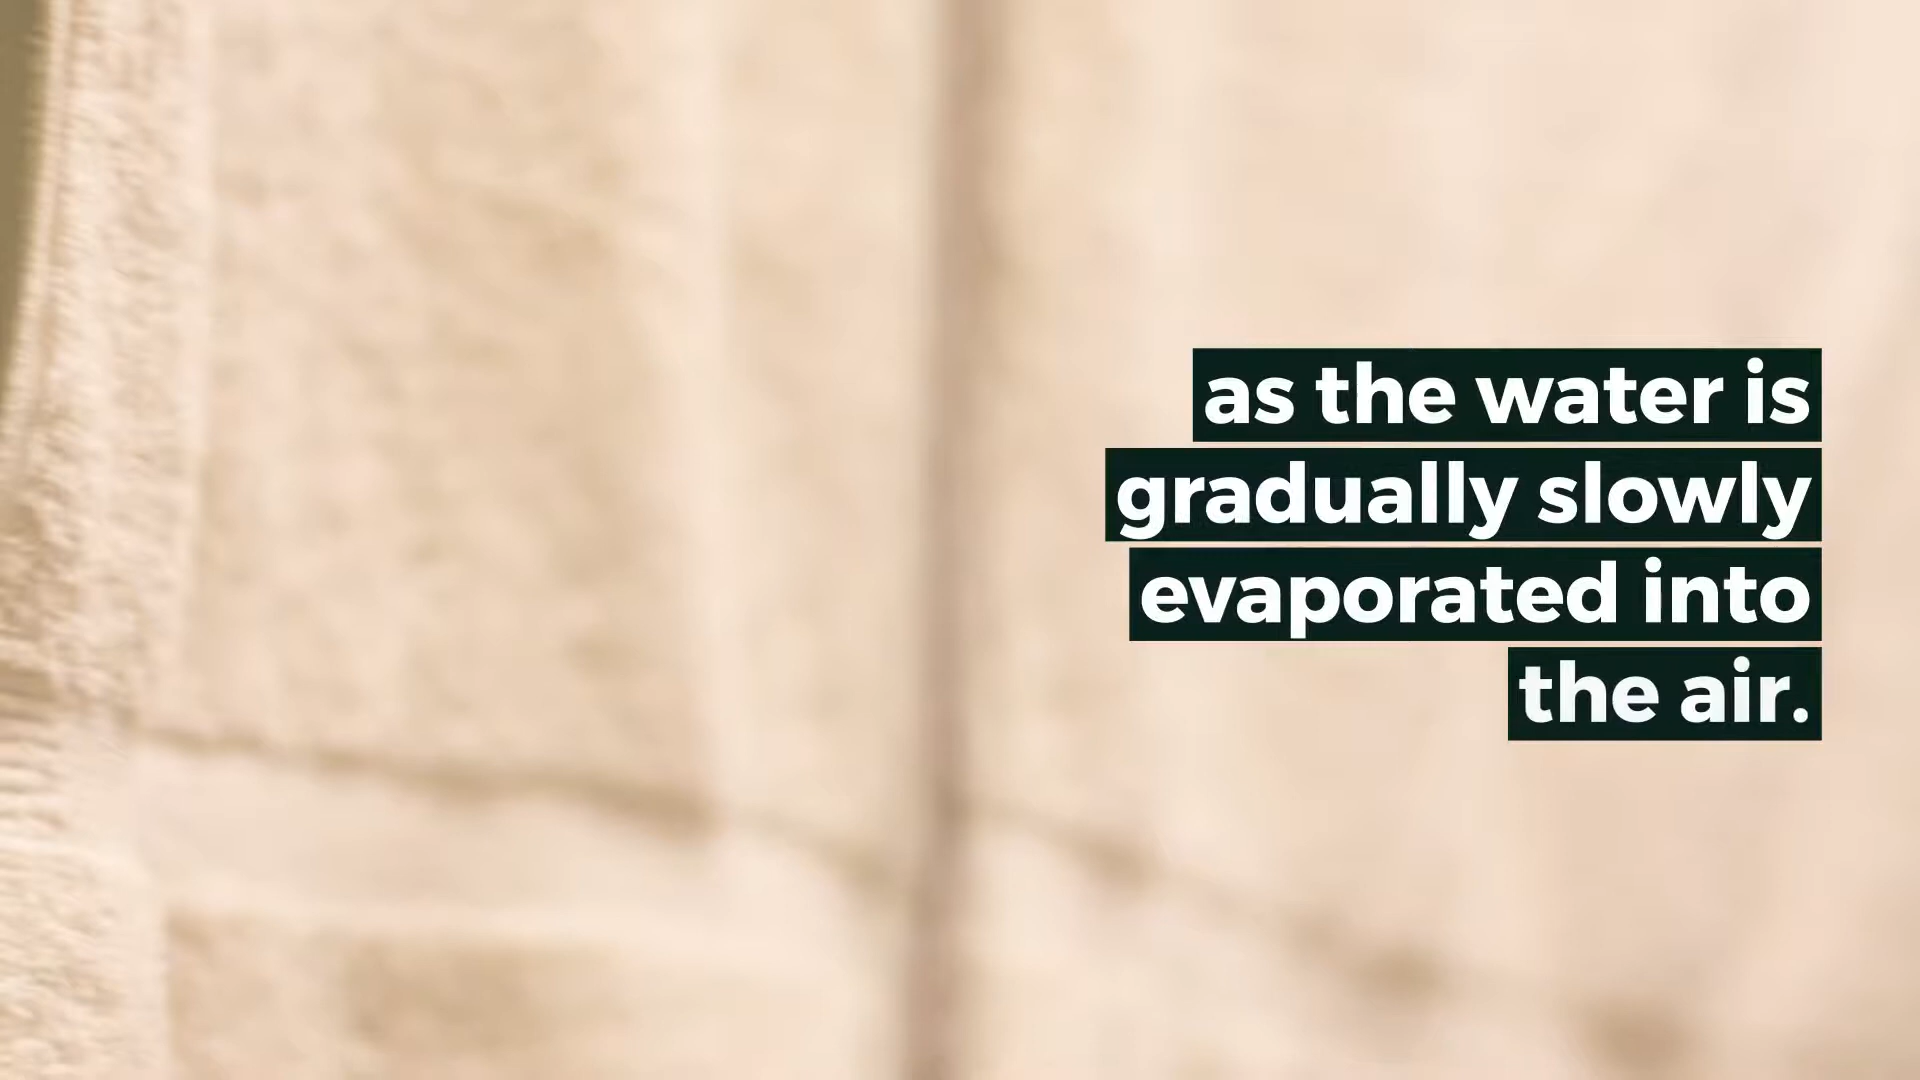 as the water is
gradually slowly
evaporated into
the air.